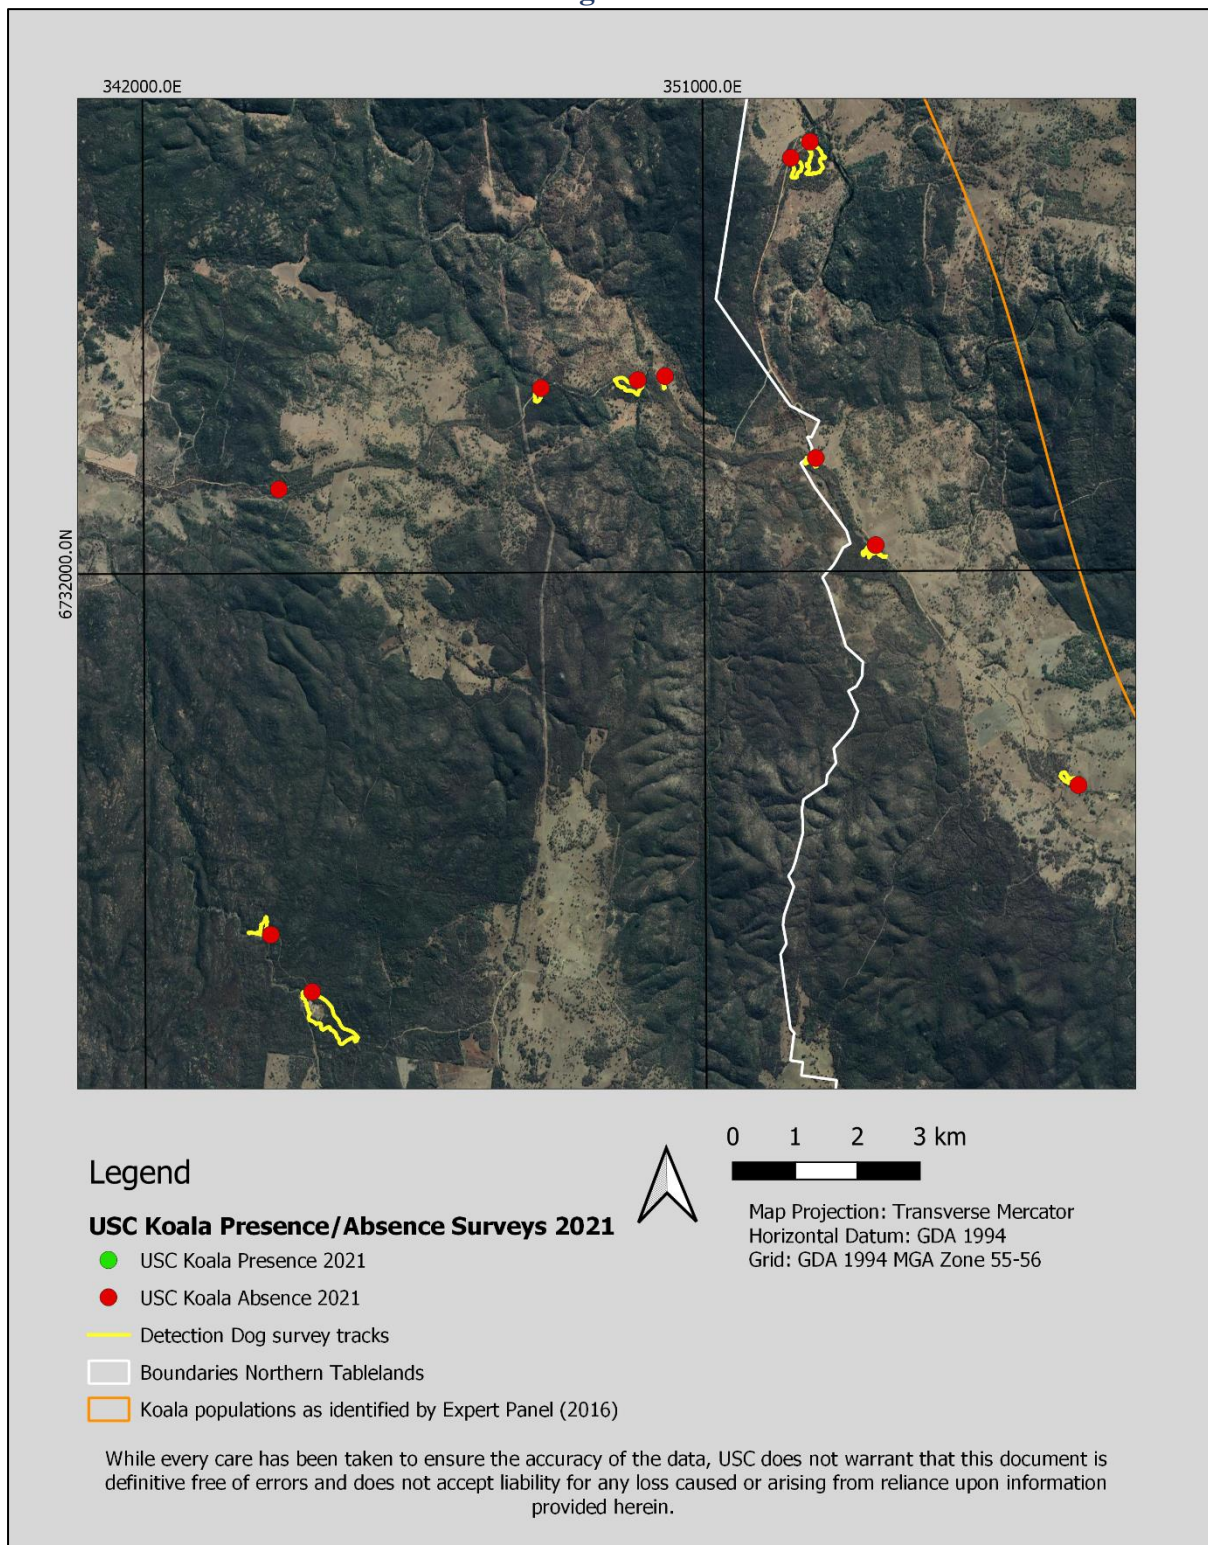 g
342000.0E 351000.0E
6732000.0N
0 1 2 3 km
Legend
USC Koala Presence/Absence Surveys 2021
USC Koala Presence 2021
USC Koala Absence 2021
Detection Dog survey tracks
Boundaries Northern Tablelands
Koala populations as identified by Expert Panel (2016)
Map Projection: Transverse Mercator
Horizontal Datum: GDA 1994
Grid: GDA 1994 MGA Zone 55-56
While every care has been taken to ensure the accuracy of the data, USC does not warrant that this document is
definitive free of errors and does not accept liability for any loss caused or arising from reliance upon information
provided herein.